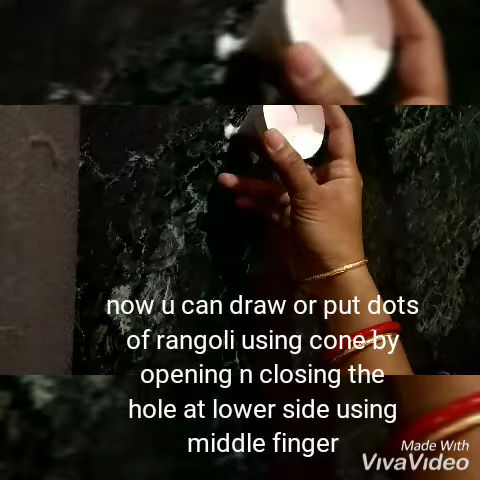 now u can draw or put dots
of rangoli using cone by
opening n closing the
hole at lower side using
middle finger
Made With
VivaVideo